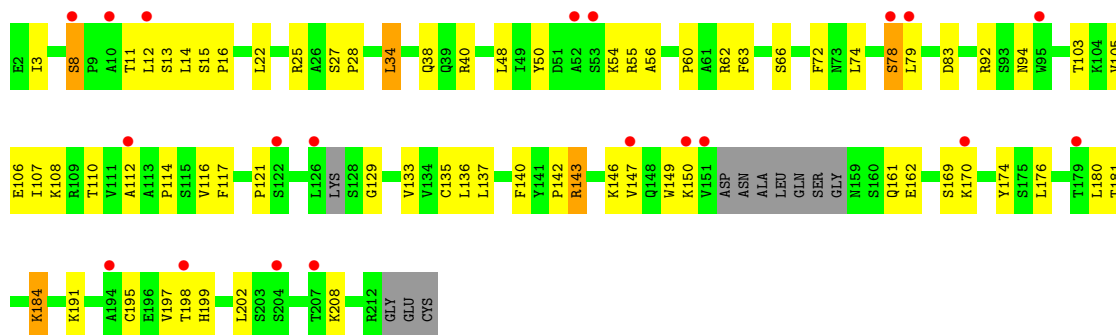 E2 I3 S8 P9 A10 T11 L12 S13 L14 S15 P16 L22 R25 A26 S27 P28 L34 Q38 Q39 R40 L48 I49 Y50 D51 A52 S53 K54 R55 A56 P60 A61 R62 F63 S66 F72 N73 L74 S78 L79 D83 R92 S93 N94 W95 T103 K104 V105
E106 I107 K108 R109 T110 V111 A112 A113 P114 S115 V116 F117 P121 S122 L126 LYS S128 G129 V133 V134 C135 L136 L137 F140 Y141 P142 R143 K146 V147 Q148 W149 K150 V151 ASP ASN ALA LEU GLN SER GLY N159 S160 Q161 E162 S169 K170 Y174 S175 L176 T179 L180 T181
K184 K191 A194 C195 E196 V197 T198 H199 L202 S203 S204 T207 K208 R212 GLY GLU CYS